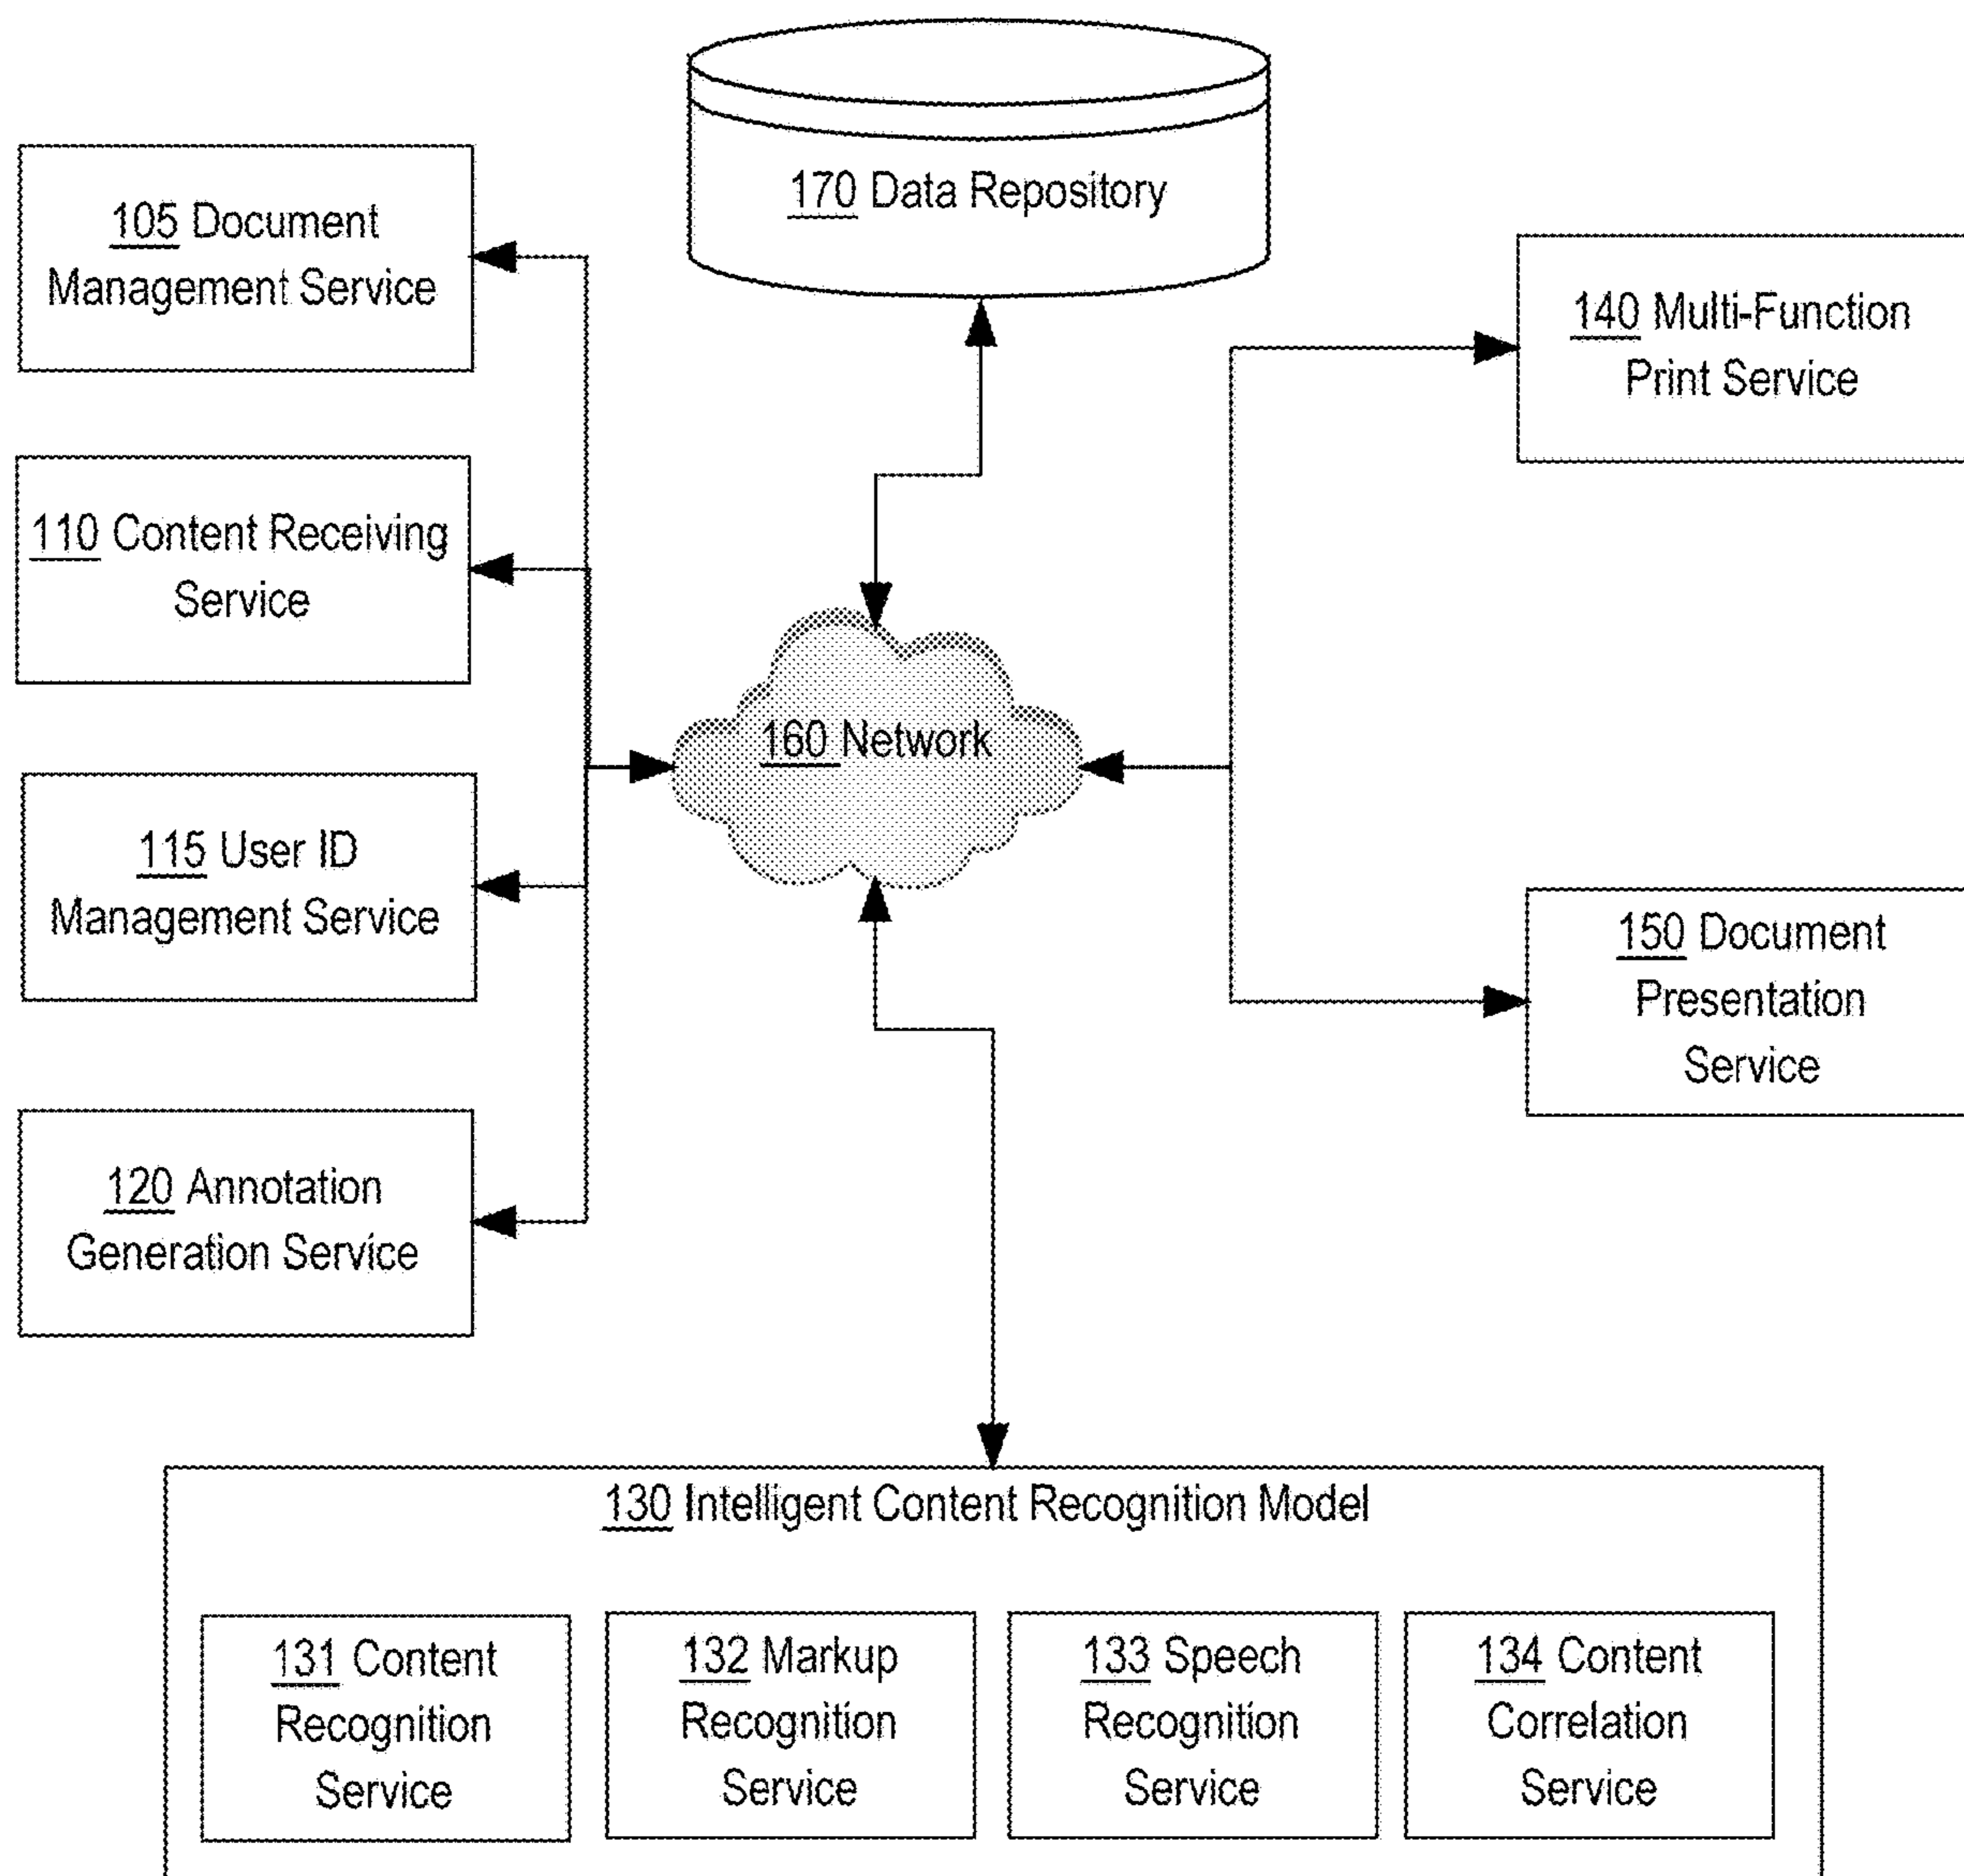 170 Data Repository
105 Document
Management Service
140 Multi-Function
Print Service
110 Content Receiving
Service
160 Network
115 User ID
Management Service
150 Document
Presentation
Service
120 Annotation
Generation Service
130 Intelligent Content Recognition Model
131 Content
Recognition
Service
132 Markup
Recognition
Service
133 Speech
Recognition
Service
134 Content
Correlation
Service